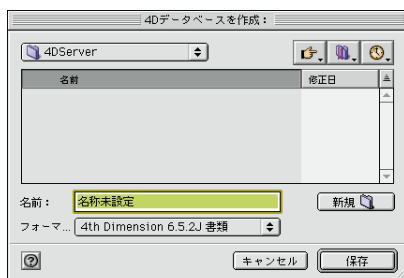 4Dデータベースを作成：
4DServer
名前
修正日
名前：
名称未設定
新規
フォーマ...
4th Dimension 6.5.2J 書類
?
キャンセル
保存